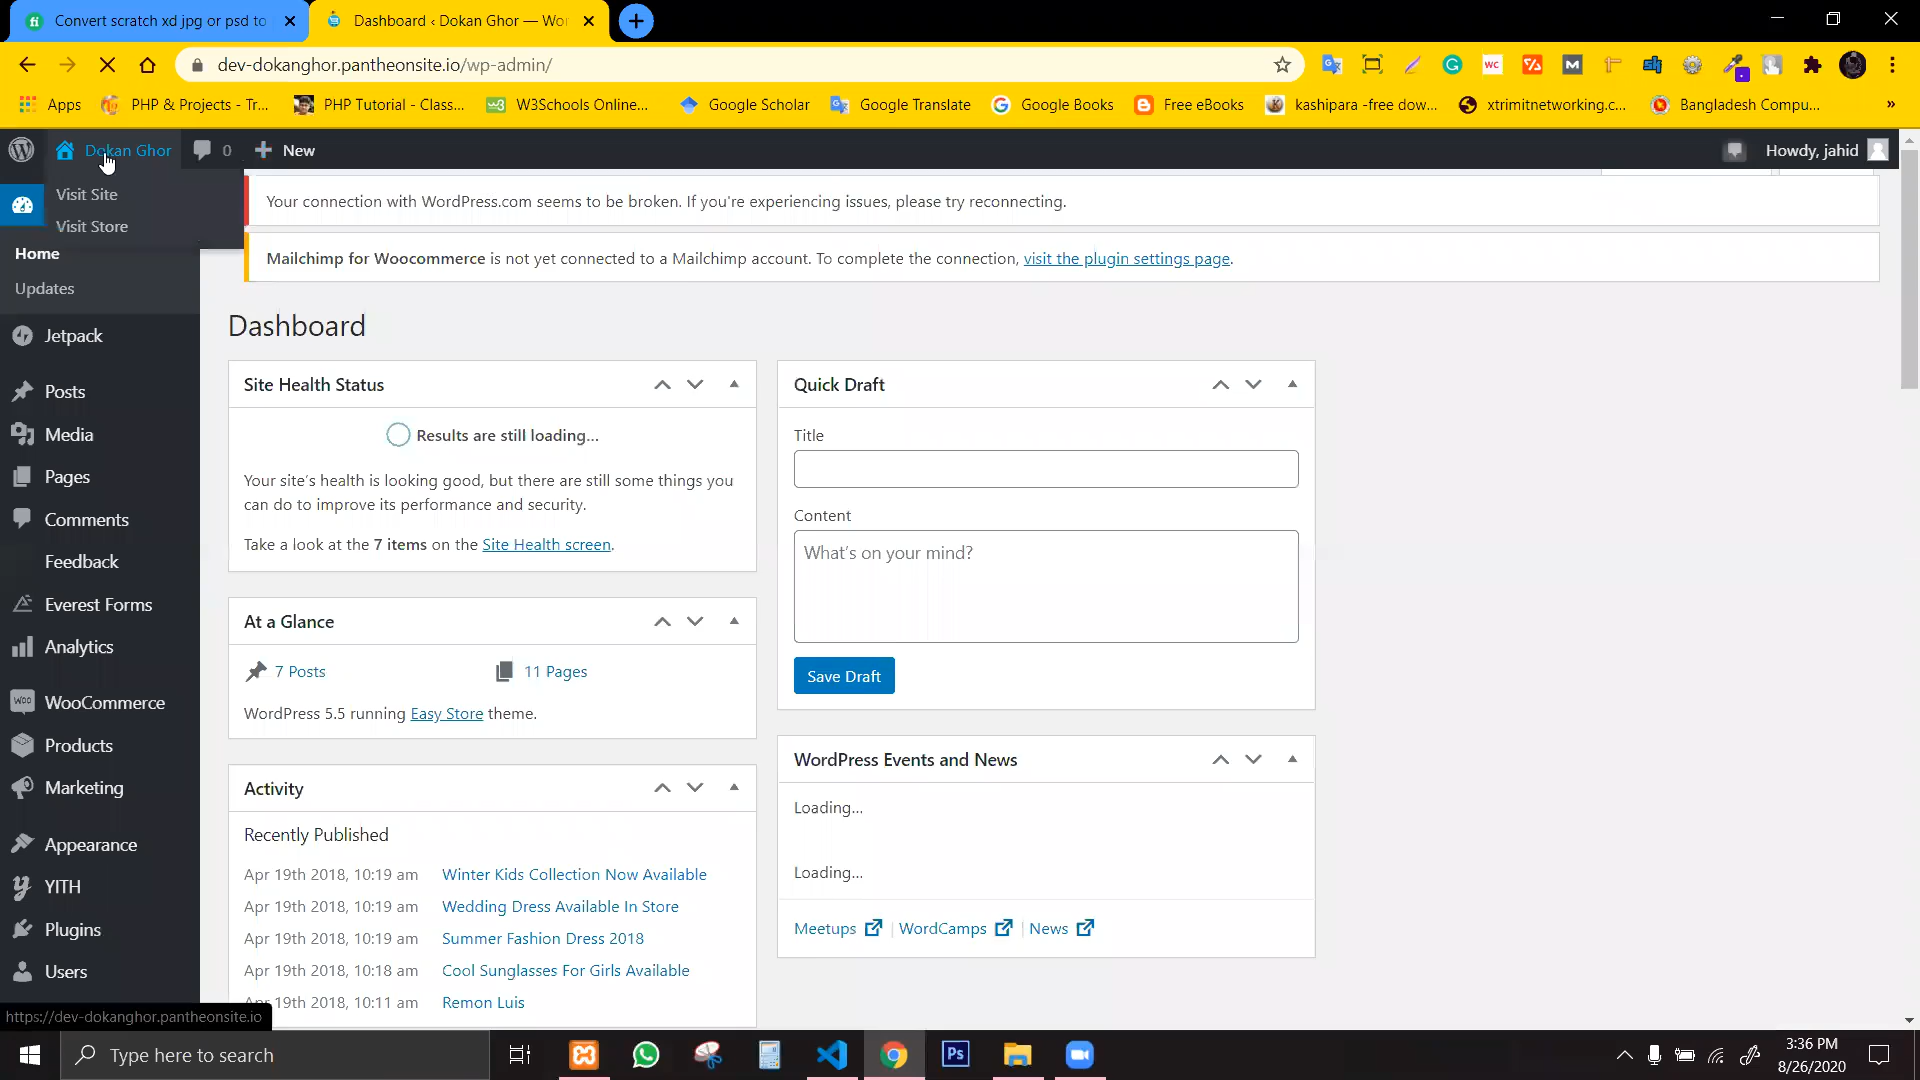 Convert scratch xd jpg or psd to
Dashboard ‹ Dokan Ghor — Wor
dev-dokanghor.pantheonsite.io/wp-admin/
Apps
PHP & Projects - Tr...
PHP Tutorial - Class...
W3Schools Online...
Google Scholar
Google Translate
Google Books
Free eBooks
kashipara -free dow...
xtrimitnetworking.c...
Bangladesh Compu...
»
Dokan Ghor
0
New
Howdy, jahid
Visit Site
Visit Store
Your connection with WordPress.com seems to be broken. If you're experiencing issues, please try reconnecting.
Mailchimp for Woocommerce is not yet connected to a Mailchimp account. To complete the connection, visit the plugin settings page.
Home
Updates
Jetpack
Posts
Media
Pages
Comments
Feedback
Everest Forms
Analytics
WooCommerce
Products
Marketing
Appearance
YITH
Plugins
Users
Dashboard
Site Health Status
Results are still loading...
Your site's health is looking good, but there are still some things you
can do to improve its performance and security.
Take a look at the 7 items on the Site Health screen.
At a Glance
7 Posts
11 Pages
WordPress 5.5 running Easy Store theme.
Activity
Recently Published
Apr 19th 2018, 10:19 am Winter Kids Collection Now Available
Apr 19th 2018, 10:19 am Wedding Dress Available In Store
Apr 19th 2018, 10:19 am Summer Fashion Dress 2018
Apr 19th 2018, 10:18 am Cool Sunglasses For Girls Available
Apr 19th 2018, 10:11 am Remon Luis
Quick Draft
Title
Content
What's on your mind?
Save Draft
WordPress Events and News
Loading...
Loading...
Meetups | WordCamps | News
https://dev-dokanghor.pantheonsite.io
Type here to search
Ps
3:36 PM
8/26/2020